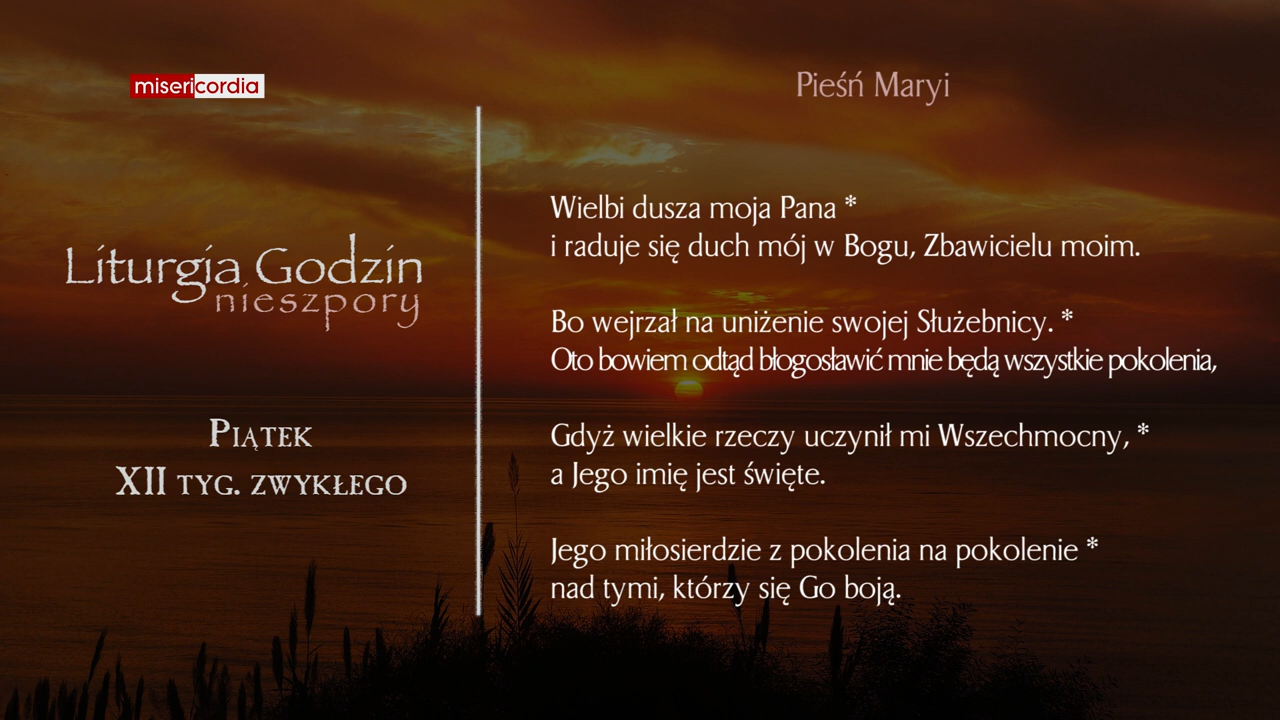 misericordia
Liturgia Godzin
nieszpory
Piątek
XII tyg. zwykłego
Pieśń Maryi
Wielbi dusza moja Pana *
i raduje się duch mój w Bogu, Zbawicielu moim.
Bo wejrzał na uniżenie swojej Służebnicy. *
Oto bowiem odtąd błogosławić mnie będą wszystkie pokolenia,
Gdyż wielkie rzeczy uczynił mi Wszechmocny, *
a Jego imię jest święte.
Jego miłosierdzie z pokolenia na pokolenie *
nad tymi, którzy się Go boją.